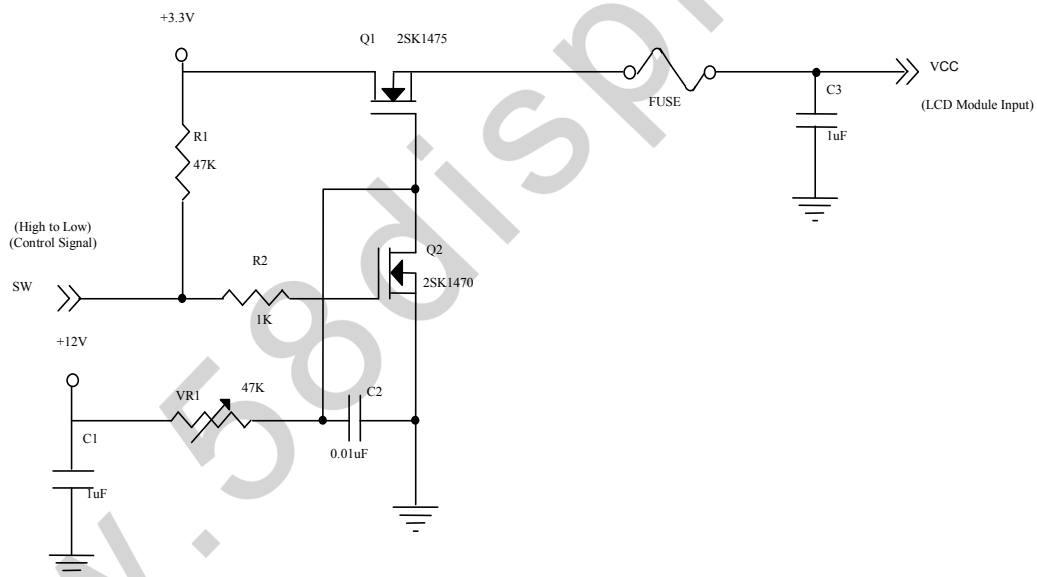 +3.3V
Q1 2SK1475
FUSE
VCC
(LCD Module Input)
C3
1uF
R1
47K
(High to Low)
(Control Signal)
SW
R2
1K
Q2
2SK1470
+12V
VR1
47K
C2
0.01uF
C1
1uF
w.58displ